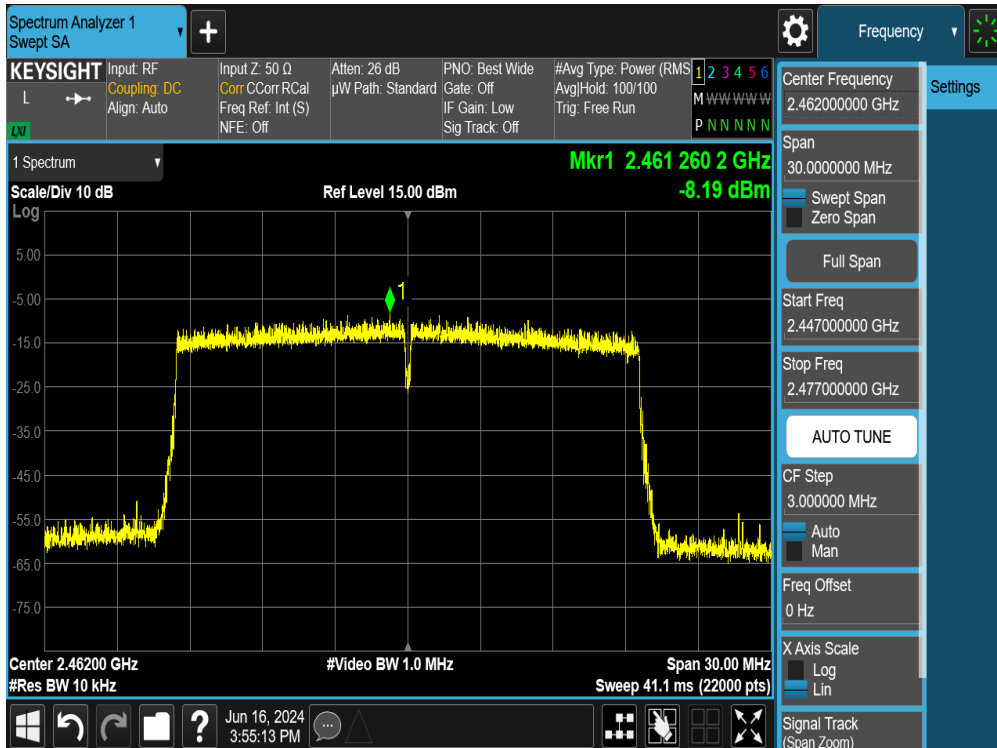 Spectrum Analyzer 1
Swept SA
+
Frequency
KEYSIGHT
L
LXI
Input: RF
Coupling: DC
Align: Auto
Input Z: 50 Ω
Corr CCorr RCal
Freq Ref: Int (S)
NFE: Off
Atten: 26 dB
µW Path: Standard
PNO: Best Wide
Gate: Off
IF Gain: Low
Sig Track: Off
#Avg Type: Power (RMS
Avg|Hold: 100/100
Trig: Free Run
1 2 3 4 5 6
M W W W W W
P N N N N N
1 Spectrum
Mkr1 2.461 260 2 GHz
-8.19 dBm
Scale/Div 10 dB
Ref Level 15.00 dBm
Log
5.00
-5.00
-15.0
-25.0
-35.0
-45.0
-55.0
-65.0
-75.0
1
Center 2.46200 GHz
#Video BW 1.0 MHz
Span 30.00 MHz
#Res BW 10 kHz
Sweep 41.1 ms (22000 pts)
Center Frequency
2.462000000 GHz
Settings
Span
30.0000000 MHz
Swept Span
Zero Span
Full Span
Start Freq
2.447000000 GHz
Stop Freq
2.477000000 GHz
AUTO TUNE
CF Step
3.000000 MHz
Auto
Man
Freq Offset
0 Hz
X Axis Scale
Log
Lin
Signal Track
(Span Zoom)
?
Jun 16, 2024
3:55:13 PM